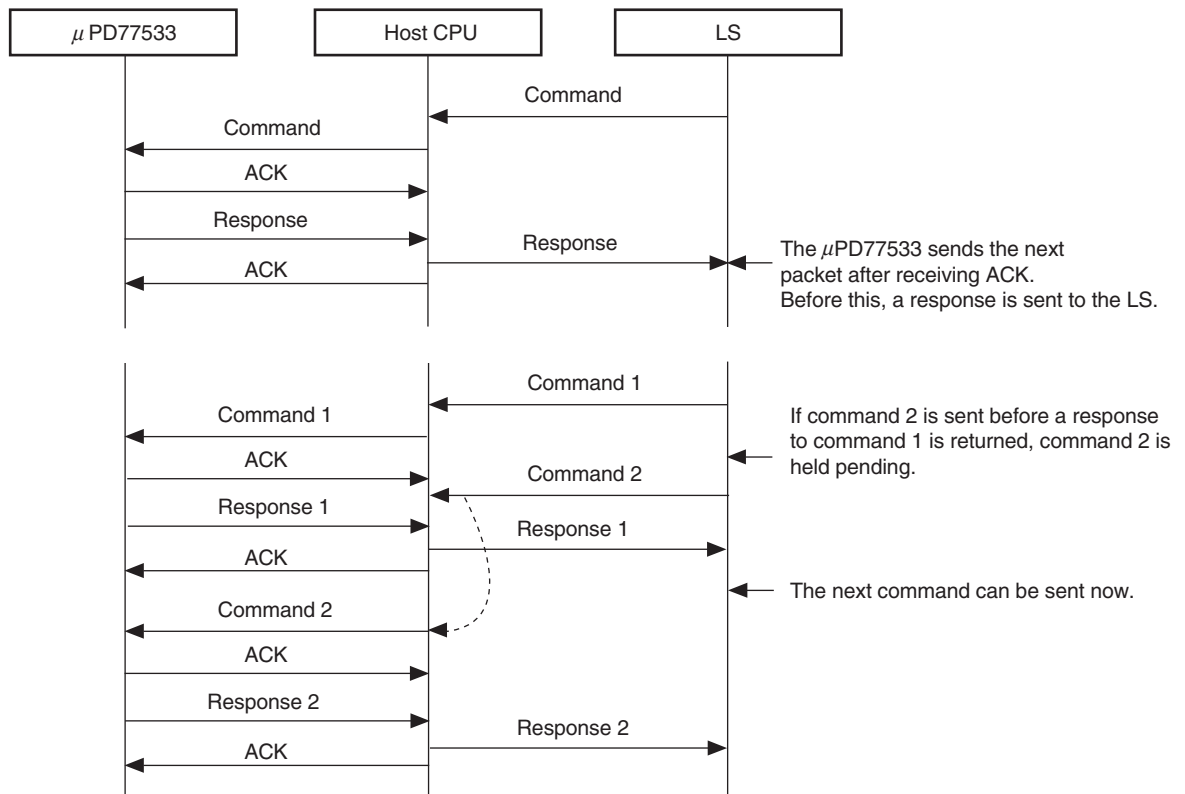 μ PD77533
Host CPU
LS
Command
Command
ACK
Response
Response
ACK
The μPD77533 sends the next
packet after receiving ACK.
Before this, a response is sent to the LS.
Command 1
Command 1
If command 2 is sent before a response
to command 1 is returned, command 2 is
held pending.
ACK
Command 2
Response 1
Response 1
ACK
The next command can be sent now.
Command 2
ACK
Response 2
Response 2
ACK